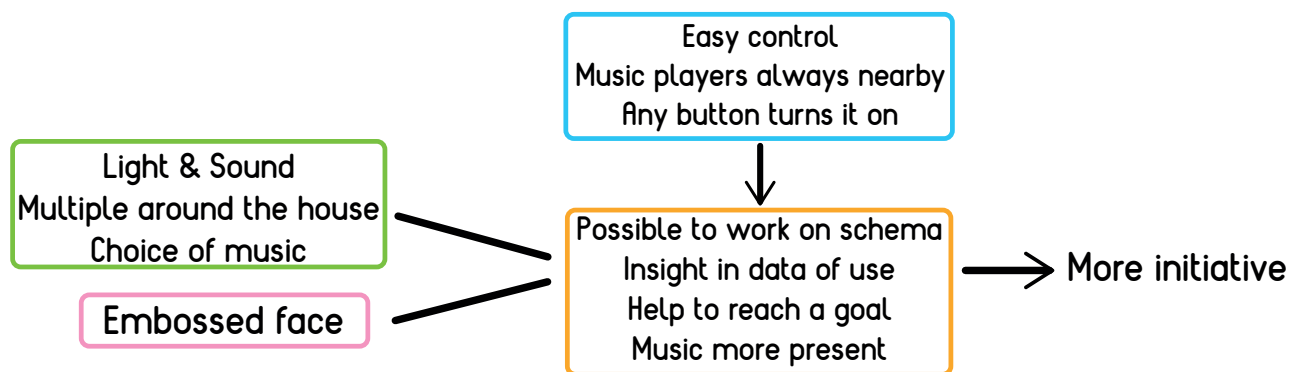 Easy control
Music players always nearby
Any button turns it on
Light & Sound
Multiple around the house
Choice of music
Embossed face
Possible to work on schema
Insight in data of use
Help to reach a goal
Music more present
More initiative